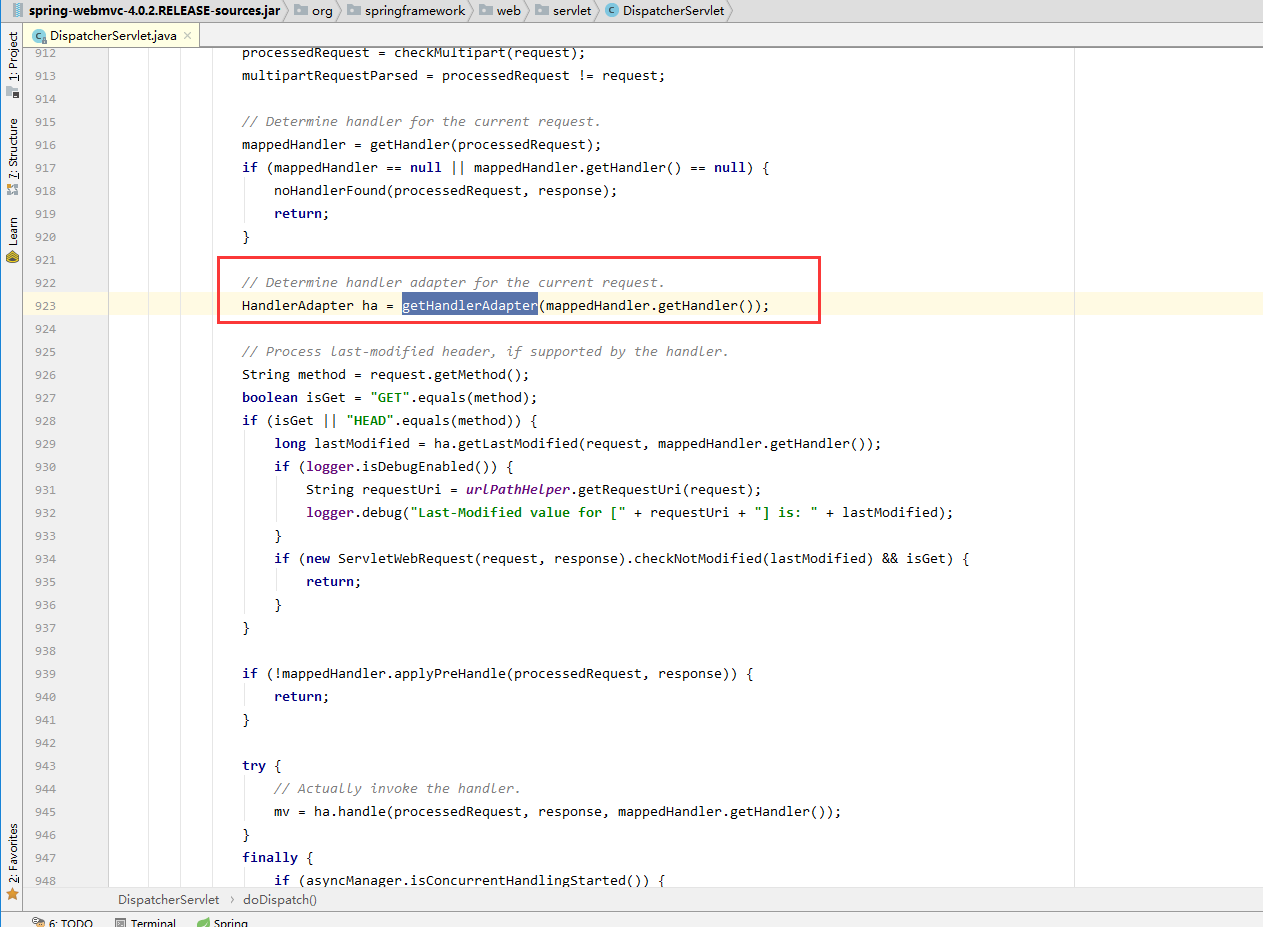 spring-webmvc-4.0.2.RELEASE-sources.jar org springframework web servlet C DispatcherServlet
C DispatcherServlet.java ×
1: Project
7: Structure
Learn
2: Favorites
912 processedRequest = checkMultipart(request);
913 multipartRequestParsed = processedRequest != request;
914
915 // Determine handler for the current request.
916 mappedHandler = getHandler(processedRequest);
917 if (mappedHandler == null || mappedHandler.getHandler() == null) {
918 noHandlerFound(processedRequest, response);
919 return;
920 }
921
922 // Determine handler adapter for the current request.
923 HandlerAdapter ha = getHandlerAdapter(mappedHandler.getHandler());
924
925 // Process last-modified header, if supported by the handler.
926 String method = request.getMethod();
927 boolean isGet = "GET".equals(method);
928 if (isGet || "HEAD".equals(method)) {
929 long lastModified = ha.getLastModified(request, mappedHandler.getHandler());
930 if (logger.isDebugEnabled()) {
931 String requestUri = urlPathHelper.getRequestUri(request);
932 logger.debug("Last-Modified value for [" + requestUri + "] is: " + lastModified);
933 }
934 if (new ServletWebRequest(request, response).checkNotModified(lastModified) && isGet) {
935 return;
936 }
937 }
938
939 if (!mappedHandler.applyPreHandle(processedRequest, response)) {
940 return;
941 }
942
943 try {
944 // Actually invoke the handler.
945 mv = ha.handle(processedRequest, response, mappedHandler.getHandler());
946 }
947 finally {
948 if (asyncManager.isConcurrentHandlingStarted()) {
DispatcherServlet › doDispatch()
6: TODO Terminal Spring